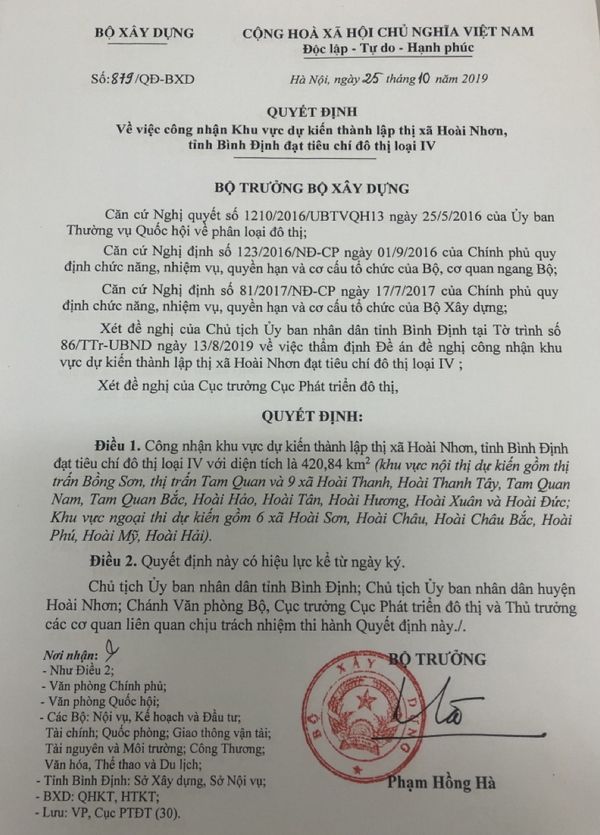 BỘ XÂY DỰNG
CỘNG HOÀ XÃ HỘI CHỦ NGHĨA VIỆT NAM
Độc lập - Tự do - Hạnh phúc
Số: 879/QĐ-BXD
Hà Nội, ngày 25 tháng 10 năm 2019
QUYẾT ĐỊNH
Về việc công nhận Khu vực dự kiến thành lập thị xã Hoài Nhơn,
tỉnh Bình Định đạt tiêu chí đô thị loại IV
BỘ TRƯỞNG BỘ XÂY DỰNG
Căn cứ Nghị quyết số 1210/2016/UBTVQH13 ngày 25/5/2016 của Ủy ban
Thường vụ Quốc hội về phân loại đô thị;
Căn cứ Nghị định số 123/2016/NĐ-CP ngày 01/9/2016 của Chính phủ quy
định chức năng, nhiệm vụ, quyền hạn và cơ cấu tổ chức của Bộ, cơ quan ngang Bộ;
Căn cứ Nghị định số 81/2017/NĐ-CP ngày 17/7/2017 của Chính phủ quy
định chức năng, nhiệm vụ, quyền hạn và cơ cấu tổ chức của Bộ Xây dựng;
Xét đề nghị của Chủ tịch Ủy ban nhân dân tỉnh Bình Định tại Tờ trình số
86/TTr-UBND ngày 13/8/2019 về việc thẩm định Đề án đề nghị công nhận khu
vực dự kiến thành lập thị xã Hoài Nhơn đạt tiêu chí đô thị loại IV ;
Xét đề nghị của Cục trưởng Cục Phát triển đô thị,
QUYẾT ĐỊNH:
Điều 1. Công nhận khu vực dự kiến thành lập thị xã Hoài Nhơn, tỉnh Bình Định
đạt tiêu chí đô thị loại IV với diện tích là 420,84 km² (khu vực nội thị dự kiến gồm thị
trấn Bồng Sơn, thị trấn Tam Quan và 9 xã Hoài Thanh, Hoài Thanh Tây, Tam Quan
Nam, Tam Quan Bắc, Hoài Hảo, Hoài Tân, Hoài Hương, Hoài Xuân và Hoài Đức;
Khu vực ngoại thi dự kiến gồm 6 xã Hoài Sơn, Hoài Châu, Hoài Châu Bắc, Hoài
Phú, Hoài Mỹ, Hoài Hải).
Điều 2. Quyết định này có hiệu lực kể từ ngày ký.
Chủ tịch Ủy ban nhân dân tỉnh Bình Định; Chủ tịch Ủy ban nhân dân huyện
Hoài Nhơn; Chánh Văn phòng Bộ, Cục trưởng Cục Phát triển đô thị và Thủ trưởng
các cơ quan liên quan chịu trách nhiệm thi hành Quyết định này./.
Nơi nhận:
- Như Điều 2;
- Văn phòng Chính phủ;
- Văn phòng Quốc hội;
- Các Bộ: Nội vụ, Kế hoạch và Đầu tư;
Tài chính; Quốc phòng; Giao thông vận tải;
Tài nguyên và Môi trường; Công Thương;
Văn hóa, Thể thao và Du lịch;
- Tỉnh Bình Định: Sở Xây dựng, Sở Nội vụ;
- BXD: QHKT, HTKT;
- Lưu: VP, Cục PTĐT (30).
BỘ TRƯỞNG
BỘ XÂY DỰNG
Phạm Hồng Hà